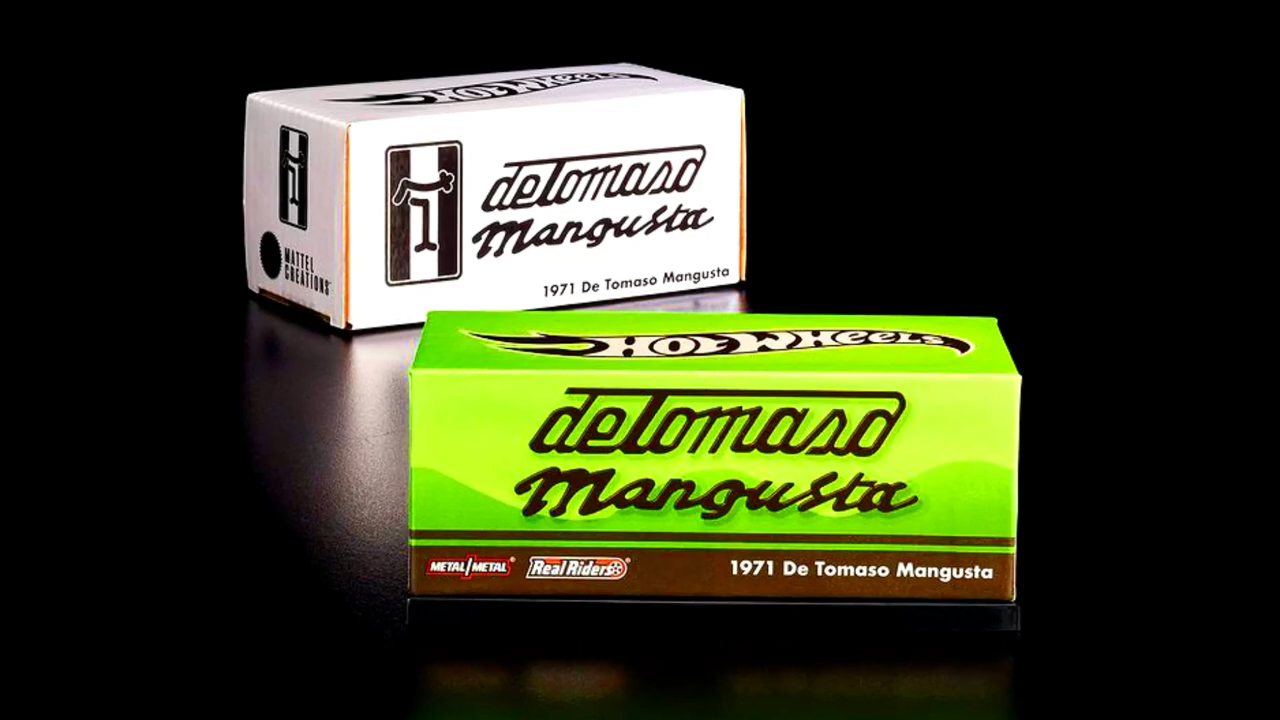 HOT WHEELS
deTomaso
Mangusta
1971 De Tomaso Mangusta
MATTEL
CREATIONS™
HOT WHEELS
deTomaso
Mangusta
METAL/METAL®
Real Riders®
1971 De Tomaso Mangusta